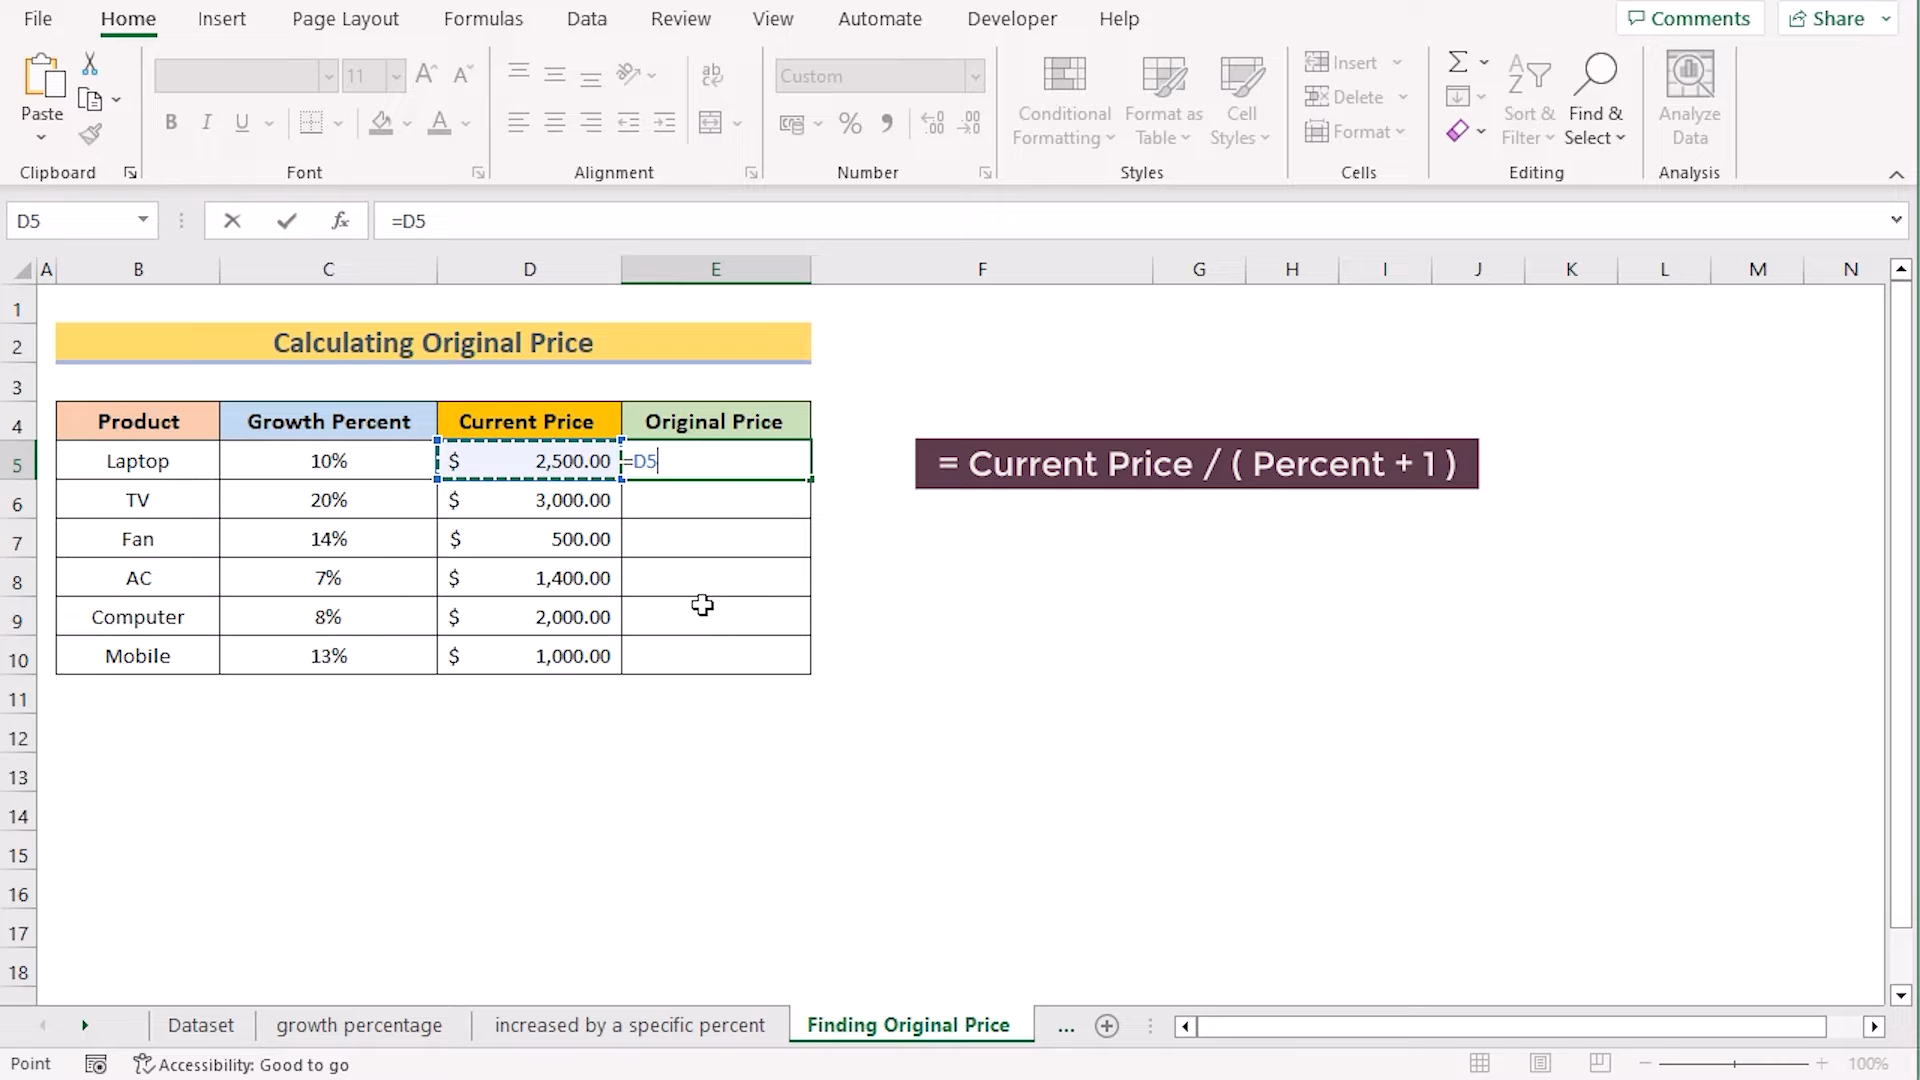 File Home Insert Page Layout Formulas Data Review View Automate Developer Help Comments Share
Paste
Clipboard
11
B I U A
Font
ab
Alignment
Custom
% 9
Number
Conditional Formatting
Format as Table
Cell Styles
Styles
Insert
Delete
Format
Cells
Sort & Filter
Find & Select
Editing
Analyze Data
Analysis
D5 fx =D5
A B C D E F G H I J K L M N
1
2 Calculating Original Price
3
4 Product Growth Percent Current Price Original Price
5 Laptop 10% $ 2,500.00 =D5 = Current Price / ( Percent + 1 )
6 TV 20% $ 3,000.00
7 Fan 14% $ 500.00
8 AC 7% $ 1,400.00
9 Computer 8% $ 2,000.00
10 Mobile 13% $ 1,000.00
11
12
13
14
15
16
17
18
Dataset growth percentage increased by a specific percent Finding Original Price ...
Point Accessibility: Good to go 100%